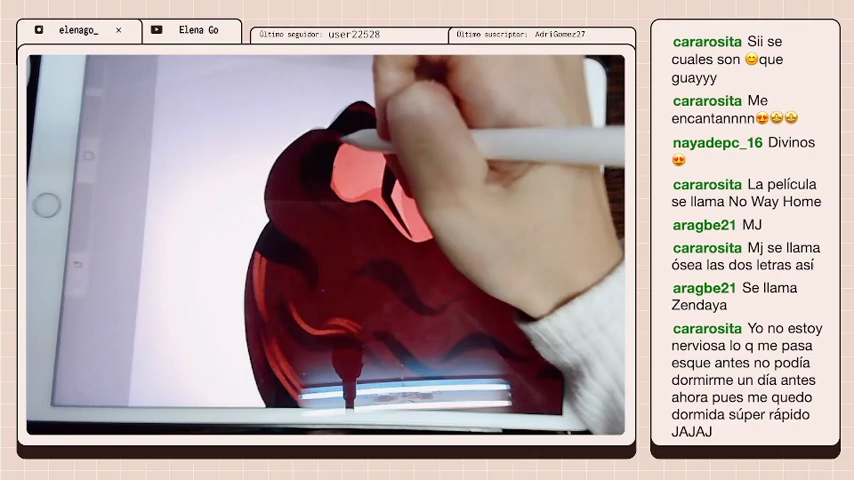 elenago_ ×
Elena Go
Último seguidor: user22528
Último suscriptor: AdriGomez27
cararosita Sii se
cuales son 😊que
guayyy
cararosita Me
encantannnn😍🤩🤩
nayadepc_16 Divinos
😍
cararosita La película
se llama No Way Home
aragbe21 MJ
cararosita Mj se llama
ósea las dos letras así
aragbe21 Se llama
Zendaya
cararosita Yo no estoy
nerviosa lo q me pasa
esque antes no podía
dormirme un día antes
ahora pues me quedo
dormida súper rápido
JAJAJ